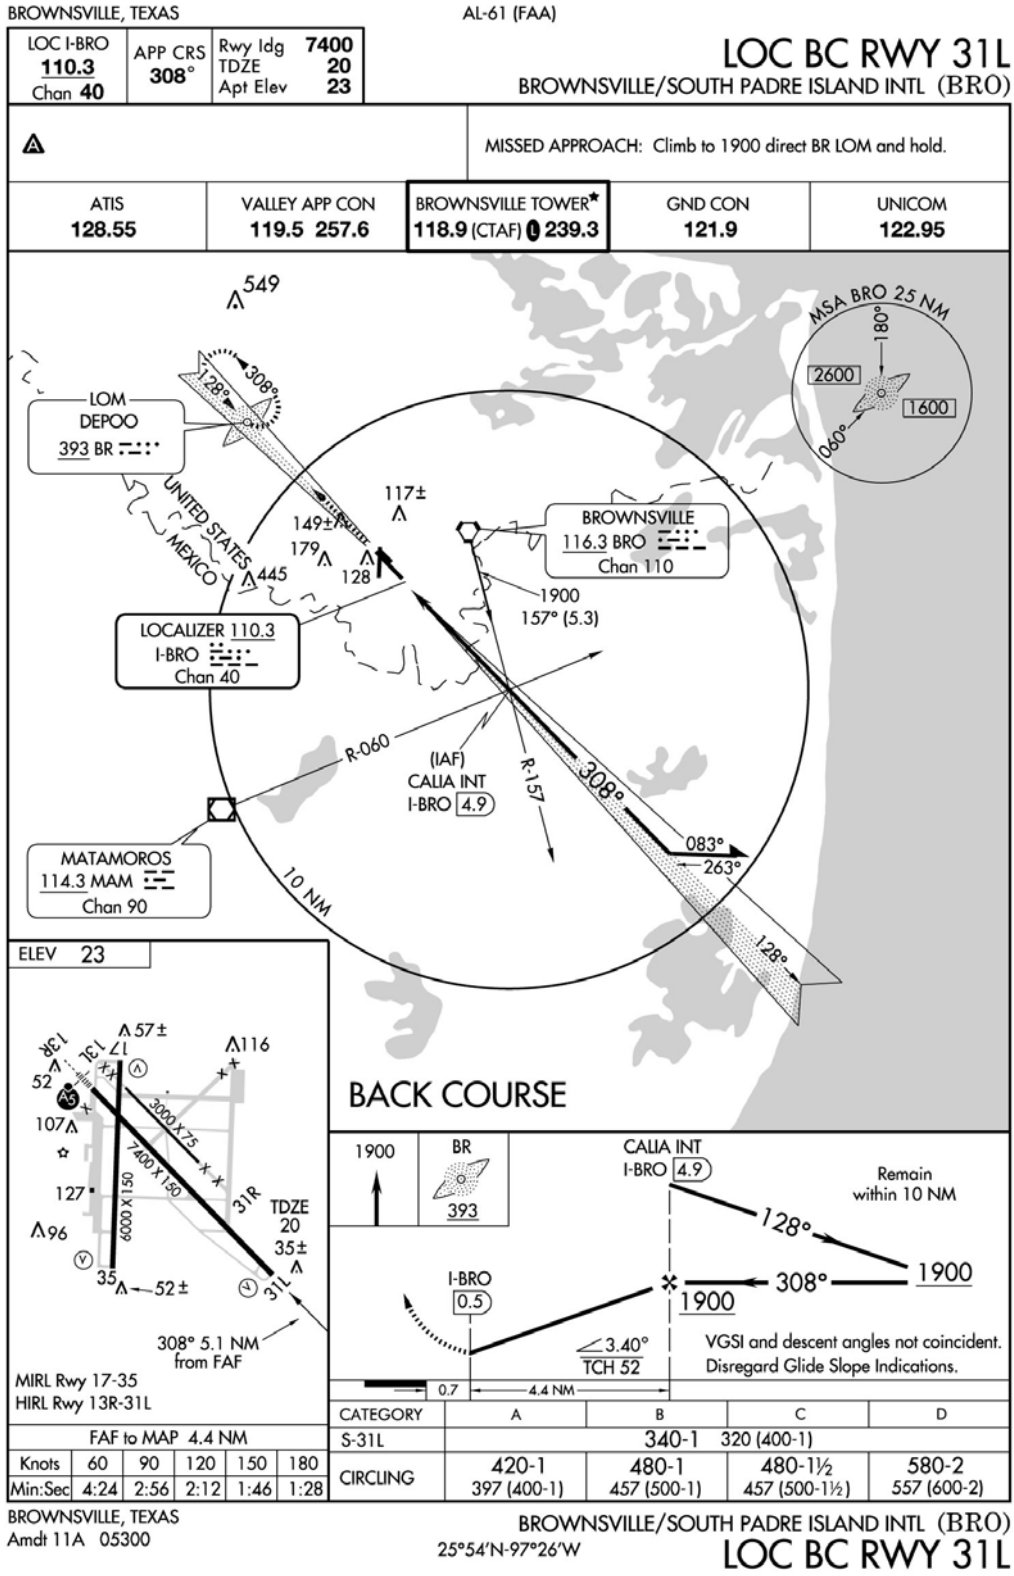 BROWNSVILLE, TEXAS
AL-61 (FAA)
LOC I-BRO
110.3
Chan 40
APP CRS
308°
Rwy ldg 7400
TDZE 20
Apt Elev 23
LOC BC RWY 31L
BROWNSVILLE/SOUTH PADRE ISLAND INTL (BRO)
A
MISSED APPROACH: Climb to 1900 direct BR LOM and hold.
ATIS
128.55
VALLEY APP CON
119.5 257.6
BROWNSVILLE TOWER★
118.9 (CTAF) L 239.3
GND CON
121.9
UNICOM
122.95
549
MSA BRO 25 NM
180°
2600
1600
060°
308°
128°
LOM
DEPOO
393 BR
UNITED STATES
MEXICO
117±
149±
179
128
445
BROWNSVILLE
116.3 BRO
Chan 110
1900
157° (5.3)
LOCALIZER 110.3
I-BRO
Chan 40
R-060
(IAF)
CALIA INT
I-BRO 4.9
R-157
308°
083°
263°
MATAMOROS
114.3 MAM
Chan 90
10 NM
128°
BACK COURSE
ELEV 23
13R
13L
17
57±
V
116
52
A5
107
3000 X 75
7400 X 150
6000 X 150
127
31R
TDZE
20
35±
96
V
35
52±
V
31L
308° 5.1 NM
from FAF
MIRL Rwy 17-35
HIRL Rwy 13R-31L
FAF to MAP 4.4 NM
Knots 60 90 120 150 180
Min:Sec 4:24 2:56 2:12 1:46 1:28
1900
BR
393
CALIA INT
I-BRO 4.9
Remain
within 10 NM
128°
1900
308°
1900
I-BRO
0.5
3.40°
TCH 52
VGSI and descent angles not coincident.
Disregard Glide Slope Indications.
0.7
4.4 NM
CATEGORY A B C D
S-31L 340-1 320 (400-1)
CIRCLING
420-1
397 (400-1)
480-1
457 (500-1)
480-1½
457 (500-1½)
580-2
557 (600-2)
BROWNSVILLE, TEXAS
Amdt 11A 05300
25°54'N-97°26'W
BROWNSVILLE/SOUTH PADRE ISLAND INTL (BRO)
LOC BC RWY 31L